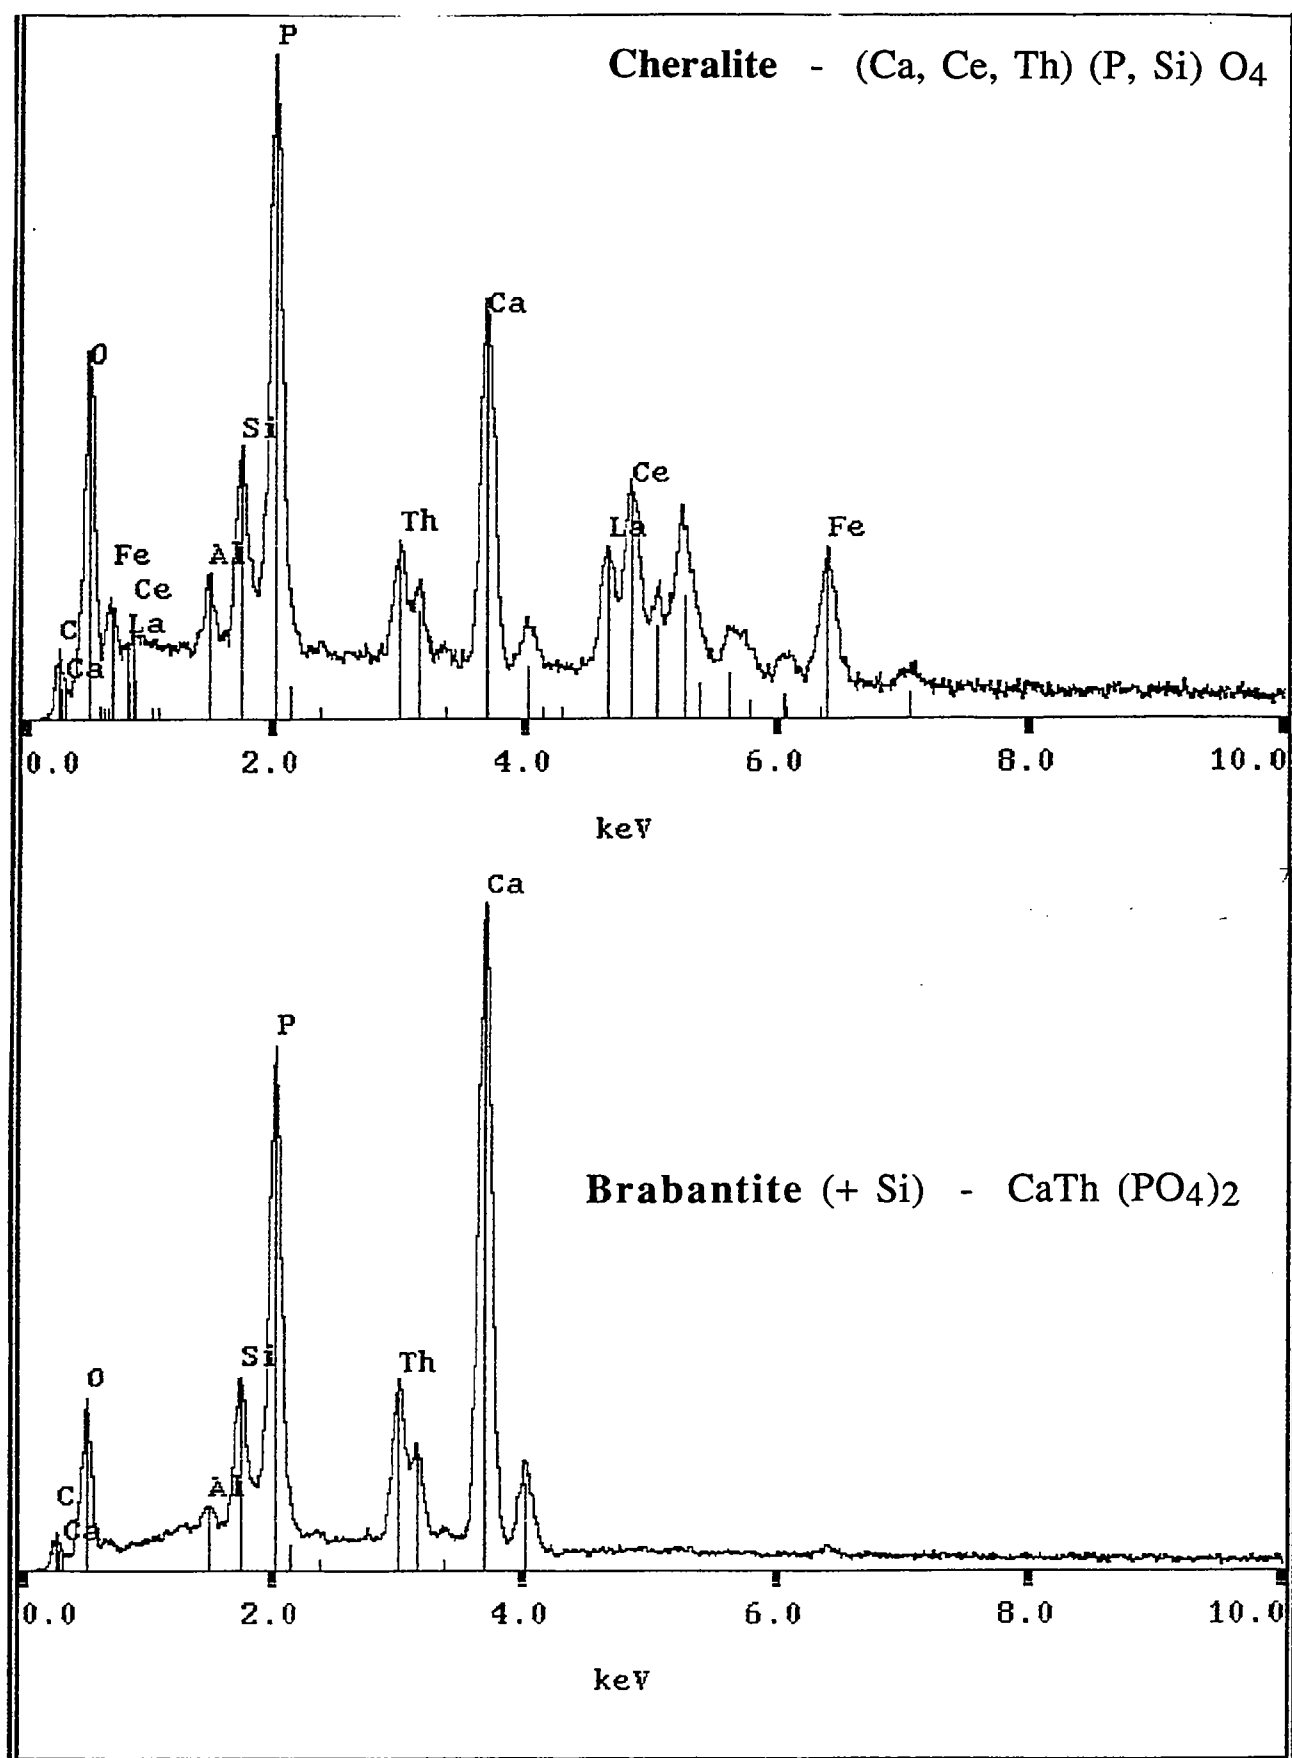 P
Cheralite - (Ca, Ce, Th) (P, Si) O4
Ca
O
Si
Ce
Th
La
Fe
Fe
Al
Ce
La
C
Ca
0.0 2.0 4.0 6.0 8.0 10.0
keV
Ca
P
Brabantite (+ Si) - CaTh (PO4)2
Si
Th
O
Al
C
Ca
0.0 2.0 4.0 6.0 8.0 10.0
keV